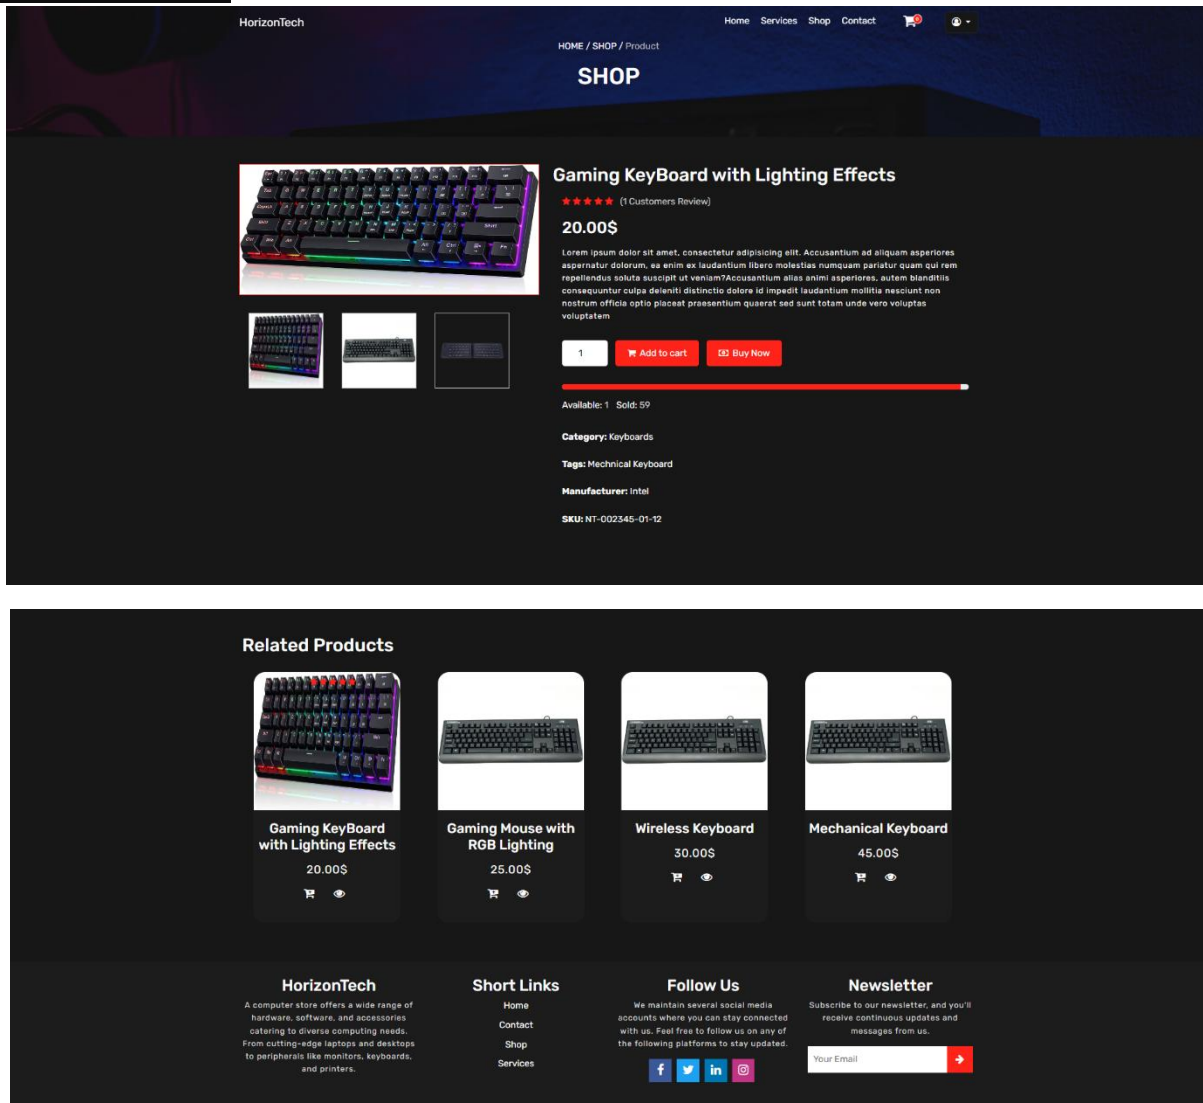 HorizonTech
Home Services Shop Contact 0
HOME / SHOP / Product
SHOP
Gaming KeyBoard with Lighting Effects
(1 Customers Review)
20.00$
Lorem ipsum dolor sit amet, consectetur adipisicing elit. Accusantium ad aliquam asperiores
aspernatur dolorum, ea enim ex laudantium libero molestias numquam pariatur quam qui rem
repellendus soluta suscipit ut veniam?Accusantium alias animi asperiores, autem blanditiis
consequuntur culpa deleniti distinctio dolore id impedit laudantium mollitia nesciunt non
nostrum officia optio placeat praesentium quaerat sed sunt totam unde vero voluptas
voluptatem
1 Add to cart Buy Now
Available: 1 Sold: 59
Category: Keyboards
Tags: Mechnical Keyboard
Manufacturer: Intel
SKU: NT-002345-01-12
Related Products
Gaming KeyBoard
with Lighting Effects
20.00$
Gaming Mouse with
RGB Lighting
25.00$
Wireless Keyboard
30.00$
Mechanical Keyboard
45.00$
HorizonTech
A computer store offers a wide range of
hardware, software, and accessories
catering to diverse computing needs.
From cutting-edge laptops and desktops
to peripherals like monitors, keyboards,
and printers.
Short Links
Home
Contact
Shop
Services
Follow Us
We maintain several social media
accounts where you can stay connected
with us. Feel free to follow us on any of
the following platforms to stay updated.
Newsletter
Subscribe to our newsletter, and you'll
receive continuous updates and
messages from us.
Your Email